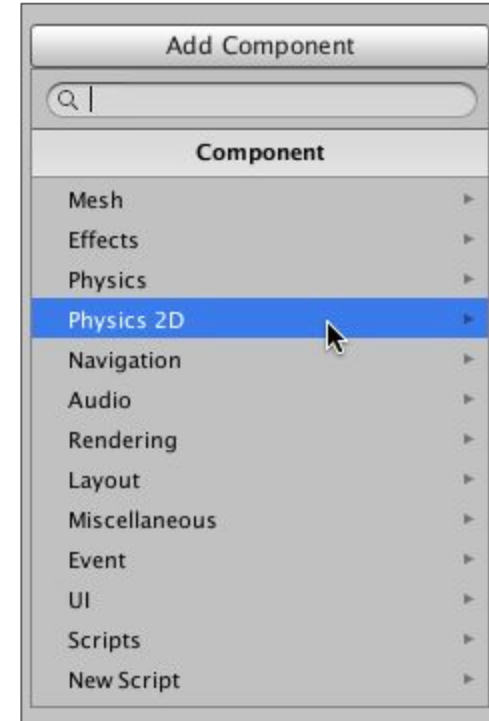 Add Component
Component
Mesh
Effects
Physics
Physics 2D
Navigation
Audio
Rendering
Layout
Miscellaneous
Event
UI
Scripts
New Script